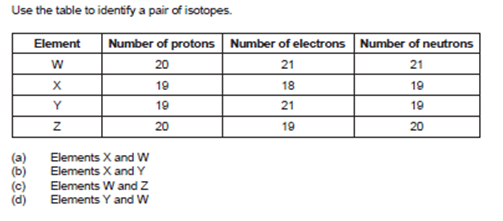 Use the table to identify a pair of isotopes.
Element Number of protons Number of electrons Number of neutrons
W 20 21 21
X 19 18 19
Y 19 21 19
Z 20 19 20
(a) Elements X and W
(b) Elements X and Y
(c) Elements W and Z
(d) Elements Y and W